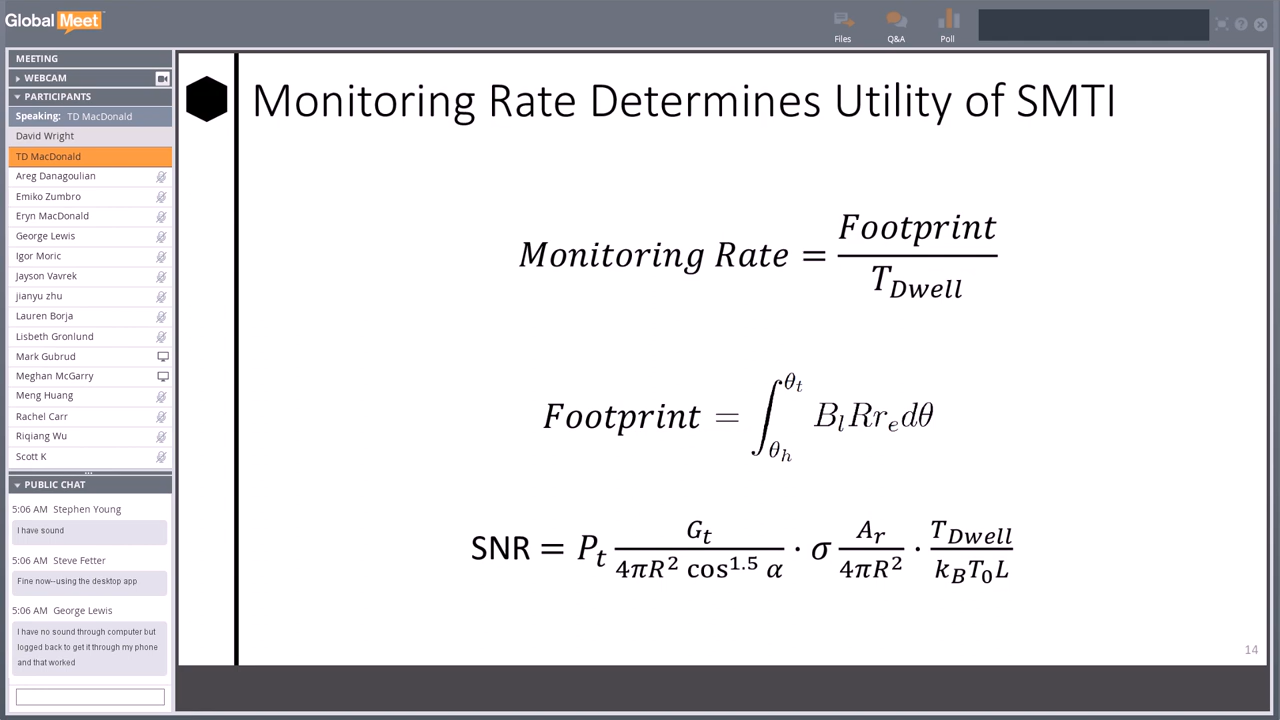 Global Meet
Files
Q&A
Poll
MEETING
WEBCAM
PARTICIPANTS
Speaking: TD MacDonald
David Wright
TD MacDonald
Areg Danagoulian
Emiko Zumbro
Eryn MacDonald
George Lewis
Igor Moric
Jayson Vavrek
jianyu zhu
Lauren Borja
Lisbeth Gronlund
Mark Gubrud
Meghan McGarry
Meng Huang
Rachel Carr
Riqiang Wu
Scott K
PUBLIC CHAT
5:06 AM Stephen Young
I have sound
5:06 AM Steve Fetter
Fine now--using the desktop app
5:06 AM George Lewis
I have no sound through computer but
logged back to get it through my phone
and that worked
Monitoring Rate Determines Utility of SMTI
Monitoring Rate = Footprint / T_Dwell
Footprint = ∫_{θ_h}^{θ_t} B_l R r_e dθ
SNR = P_t G_t / (4πR² cos^1.5 α) · σ A_r / (4πR²) · T_Dwell / (k_B T_0 L)
14